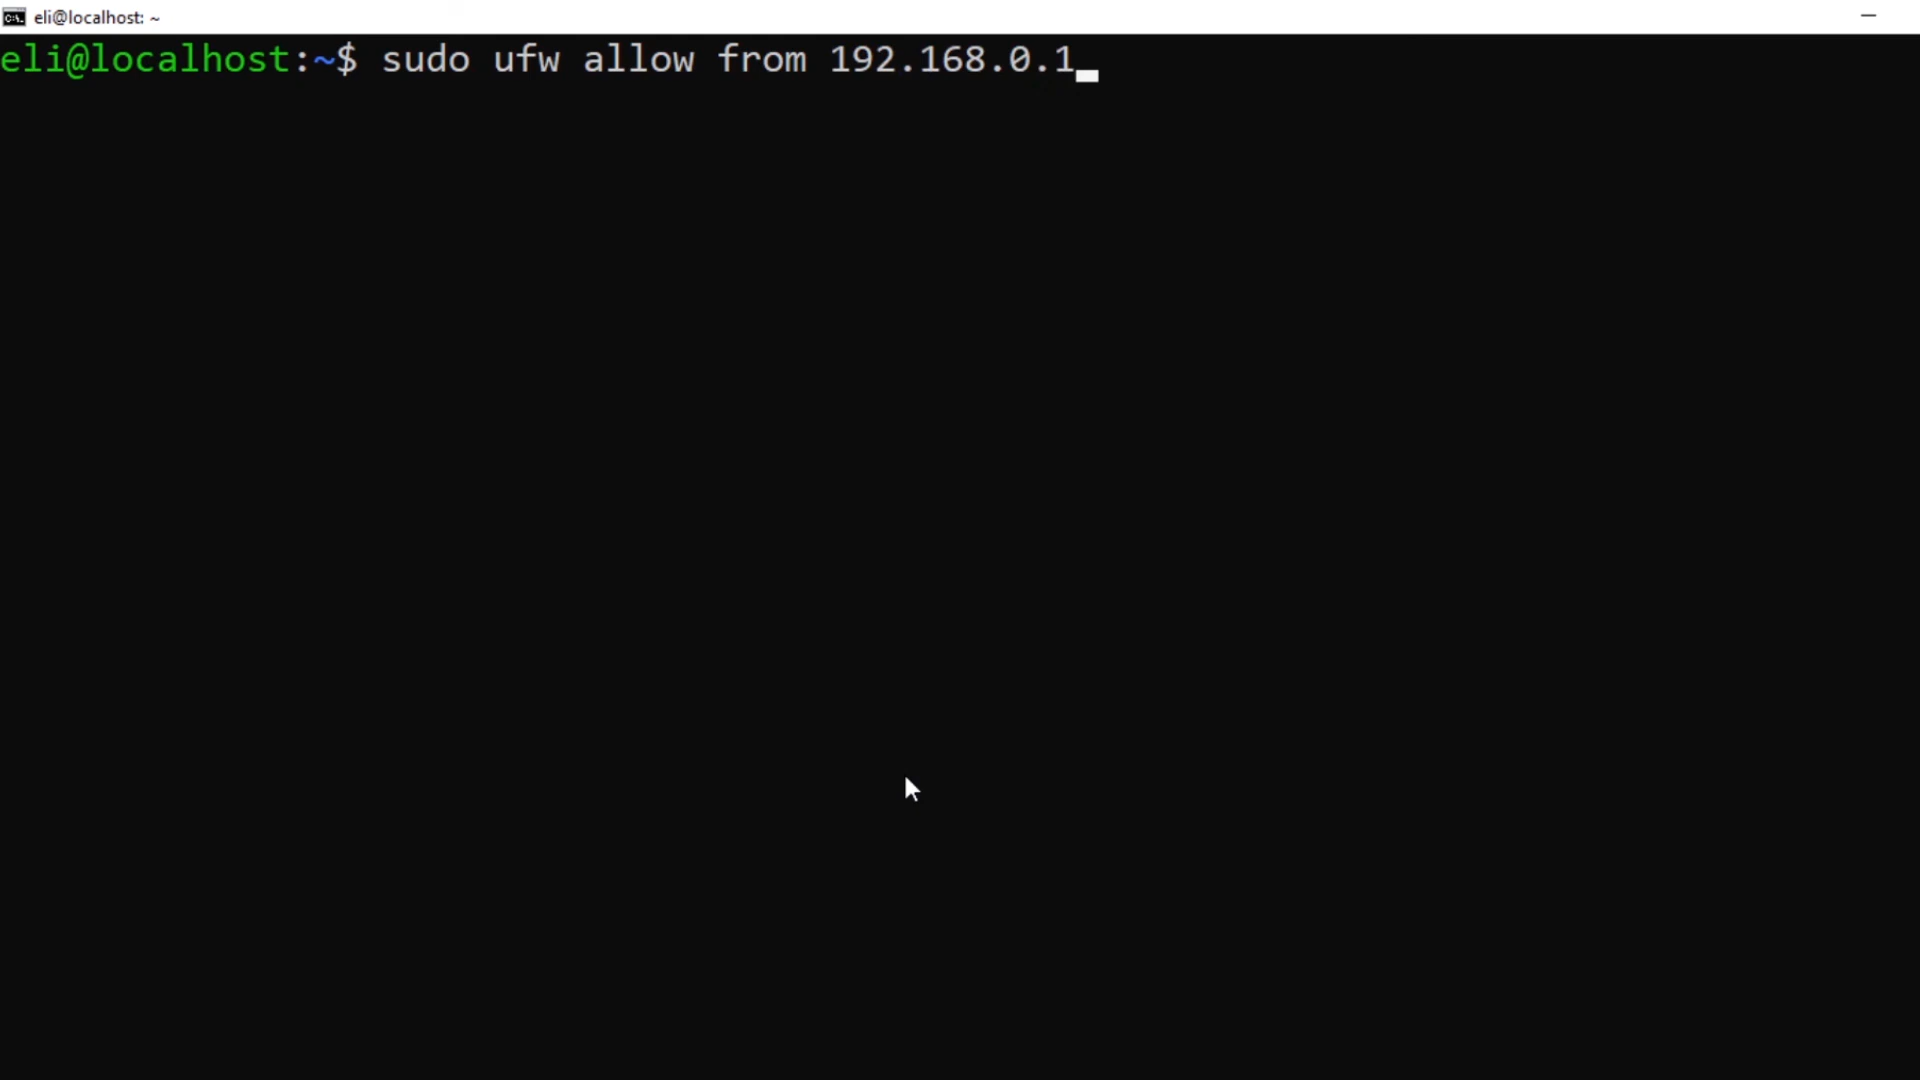 eli@localhost: ~
eli@localhost:~$ sudo ufw allow from 192.168.0.1